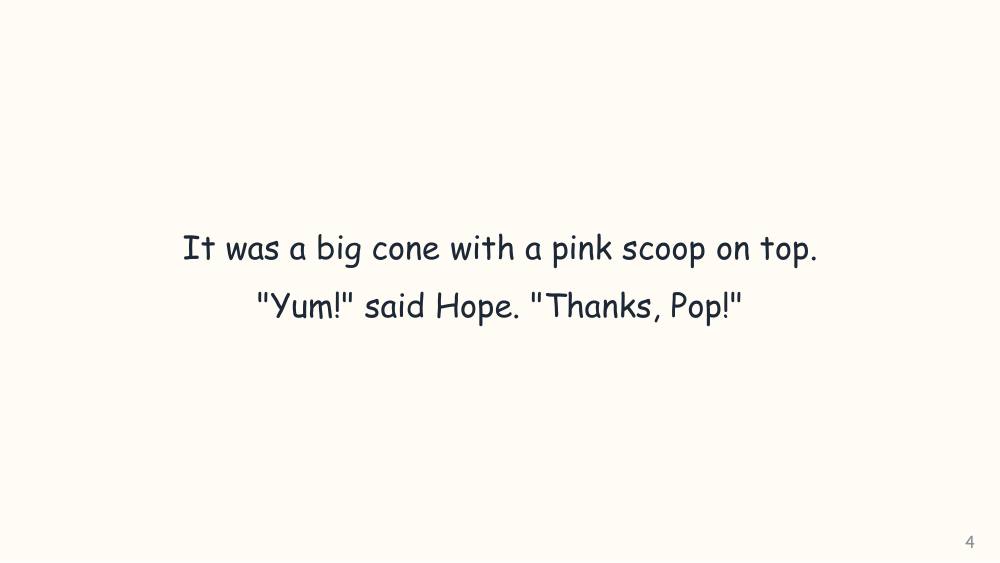 It was a big cone with a pink scoop on top.
"Yum!" said Hope. "Thanks, Pop!"
4